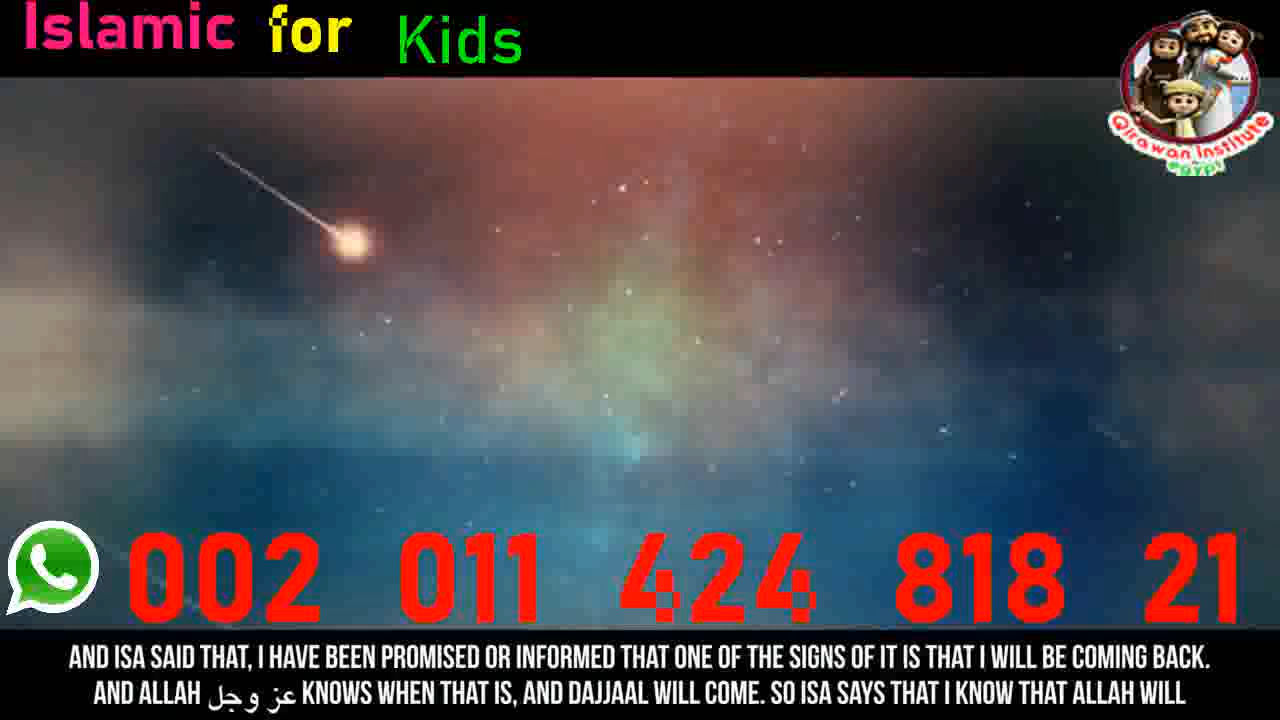 Islamic for Kids
Qirawan Institute
egypt
002 011 424 818 21
AND ISA SAID THAT, I HAVE BEEN PROMISED OR INFORMED THAT ONE OF THE SIGNS OF IT IS THAT I WILL BE COMING BACK.
AND ALLAH عز وجل KNOWS WHEN THAT IS, AND DAJJAAL WILL COME. SO ISA SAYS THAT I KNOW THAT ALLAH WILL